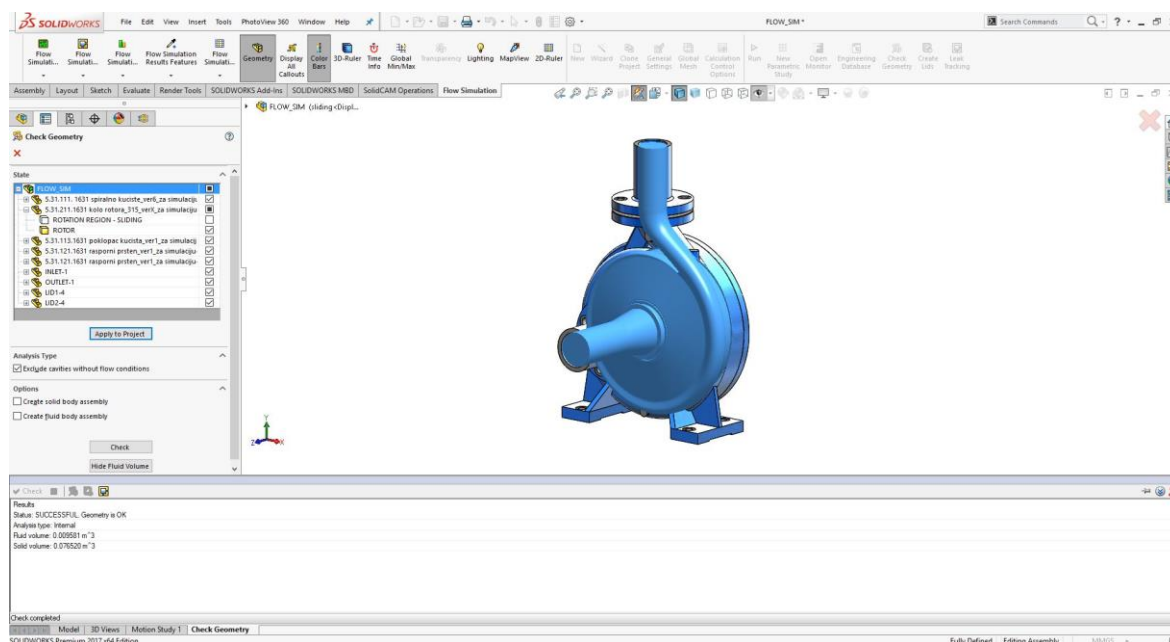 SOLIDWORKS File Edit View Insert Tools PhotoView 360 Window Help FLOW_SIM * Search Commands
Flow Simulati... Flow Simulati... Flow Simulati... Flow Simulation Results Features Flow Simulati... Geometry Display All Callouts Color Bars 3D-Ruler Time Info Global Min/Max Transparency Lighting MapView 2D-Ruler New Wizard Clone Project General Settings Global Mesh Calculation Control Options Run New Parametric Study Open Monitor Engineering Database Check Geometry Create Lids Leak Tracking
Assembly Layout Sketch Evaluate Render Tools SOLIDWORKS Add-Ins SOLIDWORKS MBD SolidCAM Operations Flow Simulation
FLOW_SIM (sliding<Displ...
Check Geometry
State
FLOW_SIM
5.31.111. 1631 spiralno kuciste_ver6_za simulaciju
5.31.211.1631 kolo rotora_315_verX_za simulaciju
ROTATION REGION - SLIDING
ROTOR
5.31.113.1631 poklopac kucista_ver1_za simulacij
5.31.121.1631 rasporni prsten_ver1_za simulaciju
5.31.121.1631 rasporni prsten_ver1_za simulaciju-
INLET-1
OUTLET-1
LID1-4
LID2-4
Apply to Project
Analysis Type
Exclude cavities without flow conditions
Options
Create solid body assembly
Create fluid body assembly
Check
Hide Fluid Volume
Y
Z X
Check
Results
Status: SUCCESSFUL. Geometry is OK
Analysis type: Internal
Fluid volume: 0.009581 m^3
Solid volume: 0.076520 m^3
Check completed
Model 3D Views Motion Study 1 Check Geometry
SOLIDWORKS Premium 2017 x64 Edition Fully Defined Editing Assembly MMGS